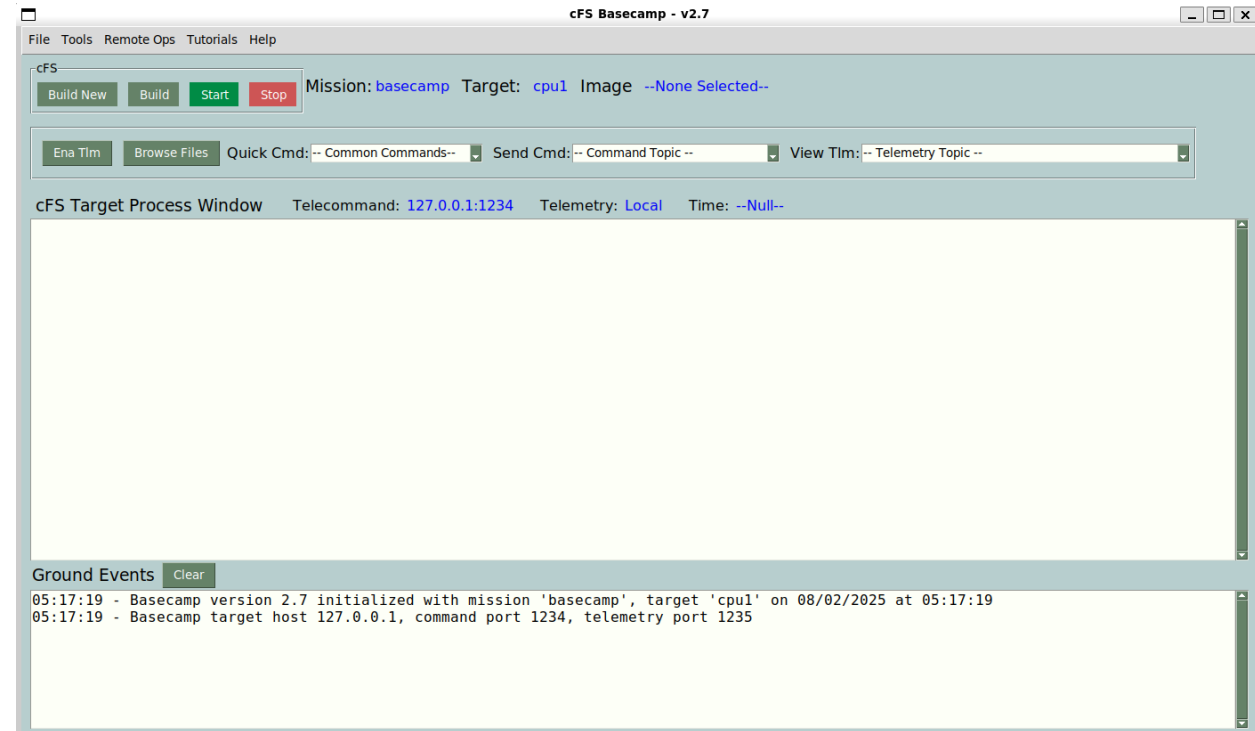 cFS Basecamp - v2.7
File Tools Remote Ops Tutorials Help
cFS
Build New Build Start Stop Mission: basecamp Target: cpu1 Image --None Selected--
Ena Tlm Browse Files Quick Cmd: -- Common Commands-- Send Cmd: -- Command Topic -- View Tlm: -- Telemetry Topic --
cFS Target Process Window Telecommand: 127.0.0.1:1234 Telemetry: Local Time: --Null--
Ground Events Clear
05:17:19 - Basecamp version 2.7 initialized with mission 'basecamp', target 'cpu1' on 08/02/2025 at 05:17:19
05:17:19 - Basecamp target host 127.0.0.1, command port 1234, telemetry port 1235